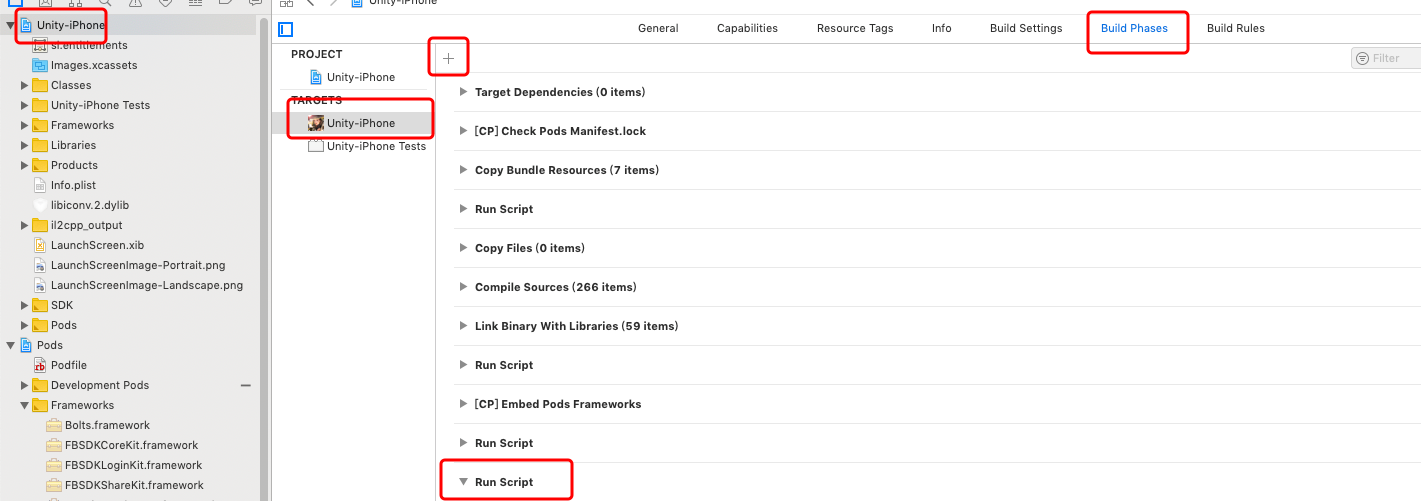 Unity-iPhone
Unity-iPhone
sl.entitlements
Images.xcassets
Classes
Unity-iPhone Tests
Frameworks
Libraries
Products
Info.plist
libiconv.2.dylib
il2cpp_output
LaunchScreen.xib
LaunchScreenImage-Portrait.png
LaunchScreenImage-Landscape.png
SDK
Pods
Pods
Podfile
Development Pods
Frameworks
Bolts.framework
FBSDKCoreKit.framework
FBSDKLoginKit.framework
FBSDKShareKit.framework
PROJECT
Unity-iPhone
TARGETS
Unity-iPhone
Unity-iPhone Tests
General Capabilities Resource Tags Info Build Settings Build Phases Build Rules
Filter
Target Dependencies (0 items)
[CP] Check Pods Manifest.lock
Copy Bundle Resources (7 items)
Run Script
Copy Files (0 items)
Compile Sources (266 items)
Link Binary With Libraries (59 items)
Run Script
[CP] Embed Pods Frameworks
Run Script
Run Script